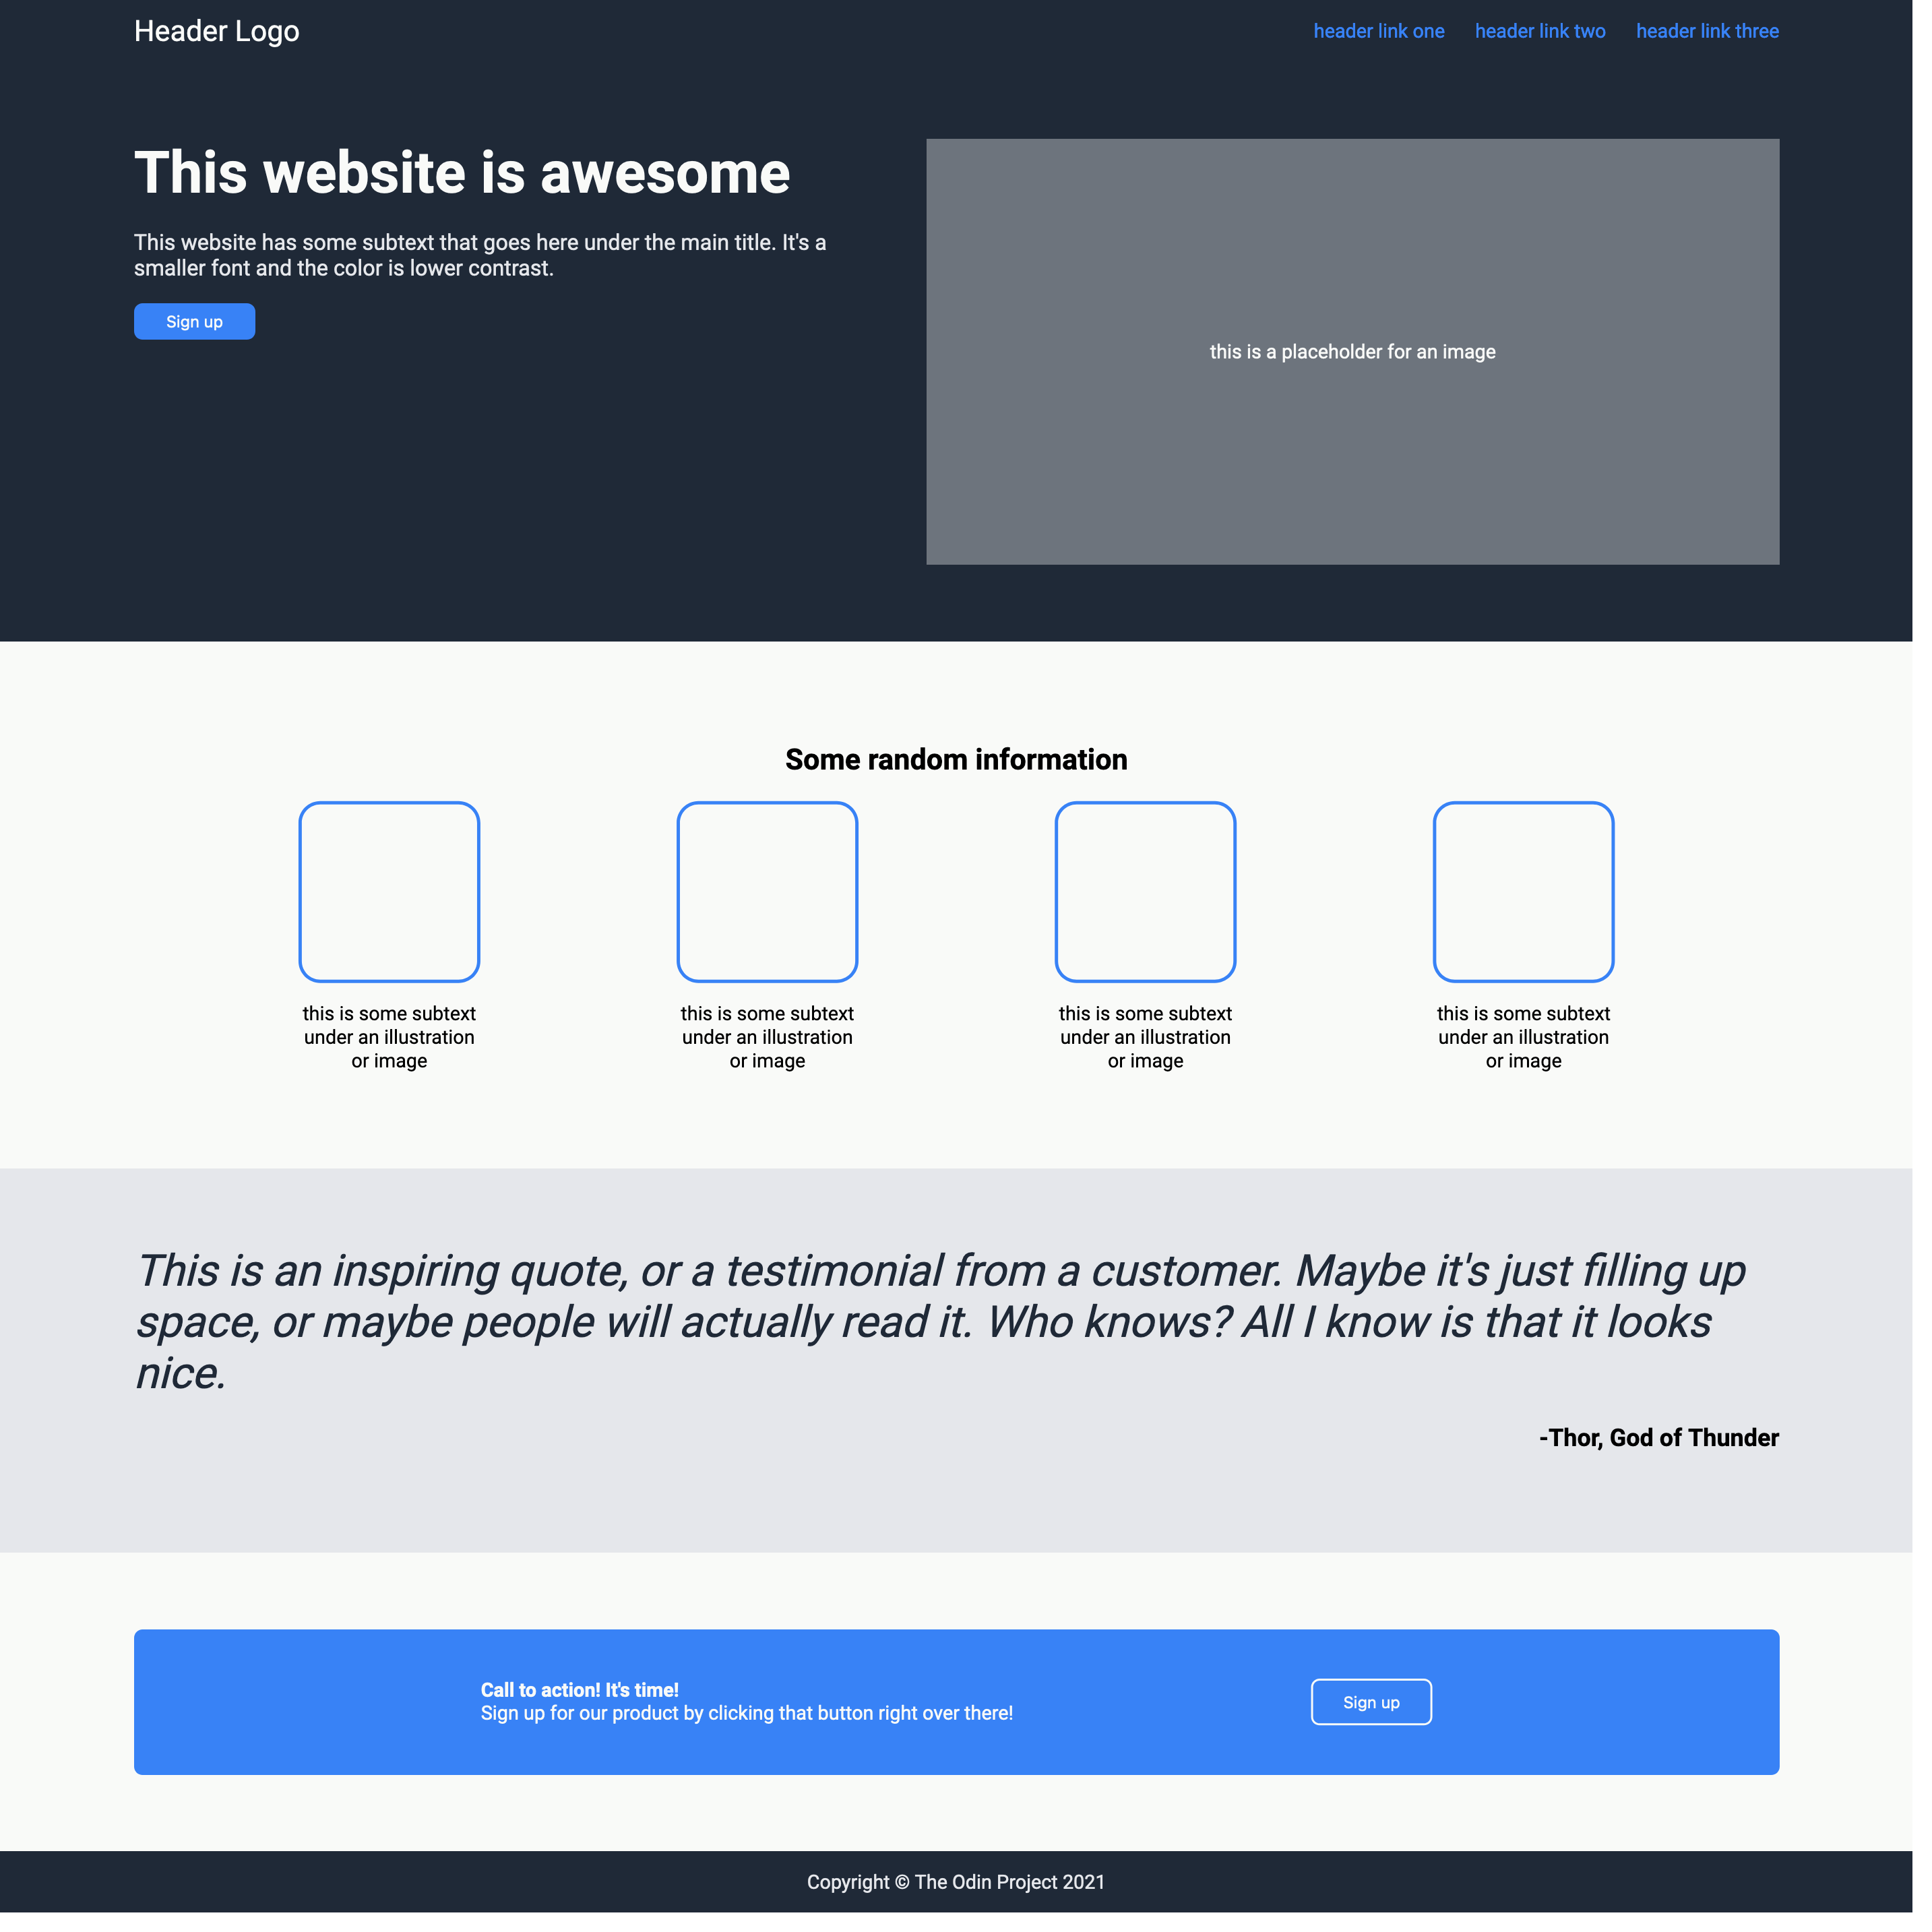 Header Logo
header link one
header link two
header link three
This website is awesome
This website has some subtext that goes here under the main title. It's a
smaller font and the color is lower contrast.
Sign up
this is a placeholder for an image
Some random information
this is some subtext
under an illustration
or image
this is some subtext
under an illustration
or image
this is some subtext
under an illustration
or image
this is some subtext
under an illustration
or image
This is an inspiring quote, or a testimonial from a customer. Maybe it's just filling up
space, or maybe people will actually read it. Who knows? All I know is that it looks
nice.
-Thor, God of Thunder
Call to action! It's time!
Sign up for our product by clicking that button right over there!
Sign up
Copyright © The Odin Project 2021